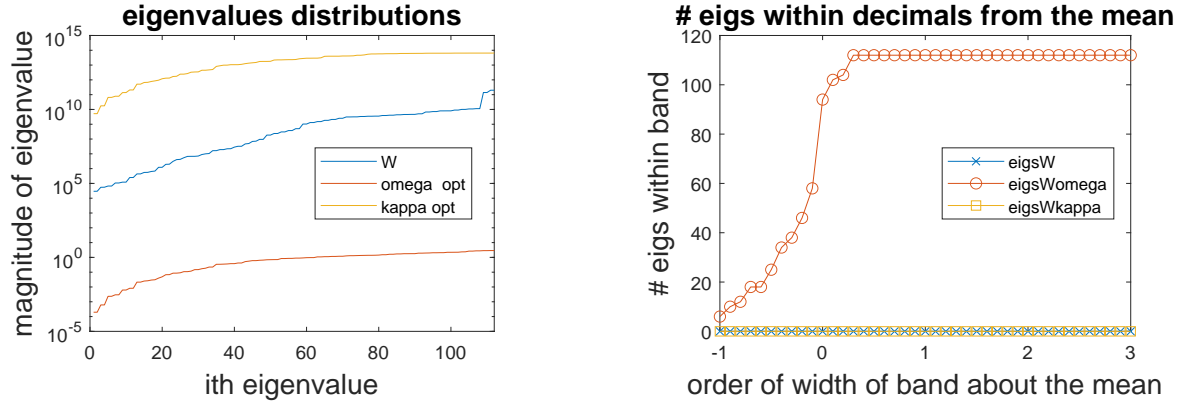 eigenvalues distributions
magnitude of eigenvalue
10^15
10^10
10^5
10^0
10^-5
W
omega opt
kappa opt
0 20 40 60 80 100
ith eigenvalue
# eigs within decimals from the mean
# eigs within band
120
100
80
60
40
20
0
eigsW
eigsWomega
eigsWkappa
-1 0 1 2 3
order of width of band about the mean